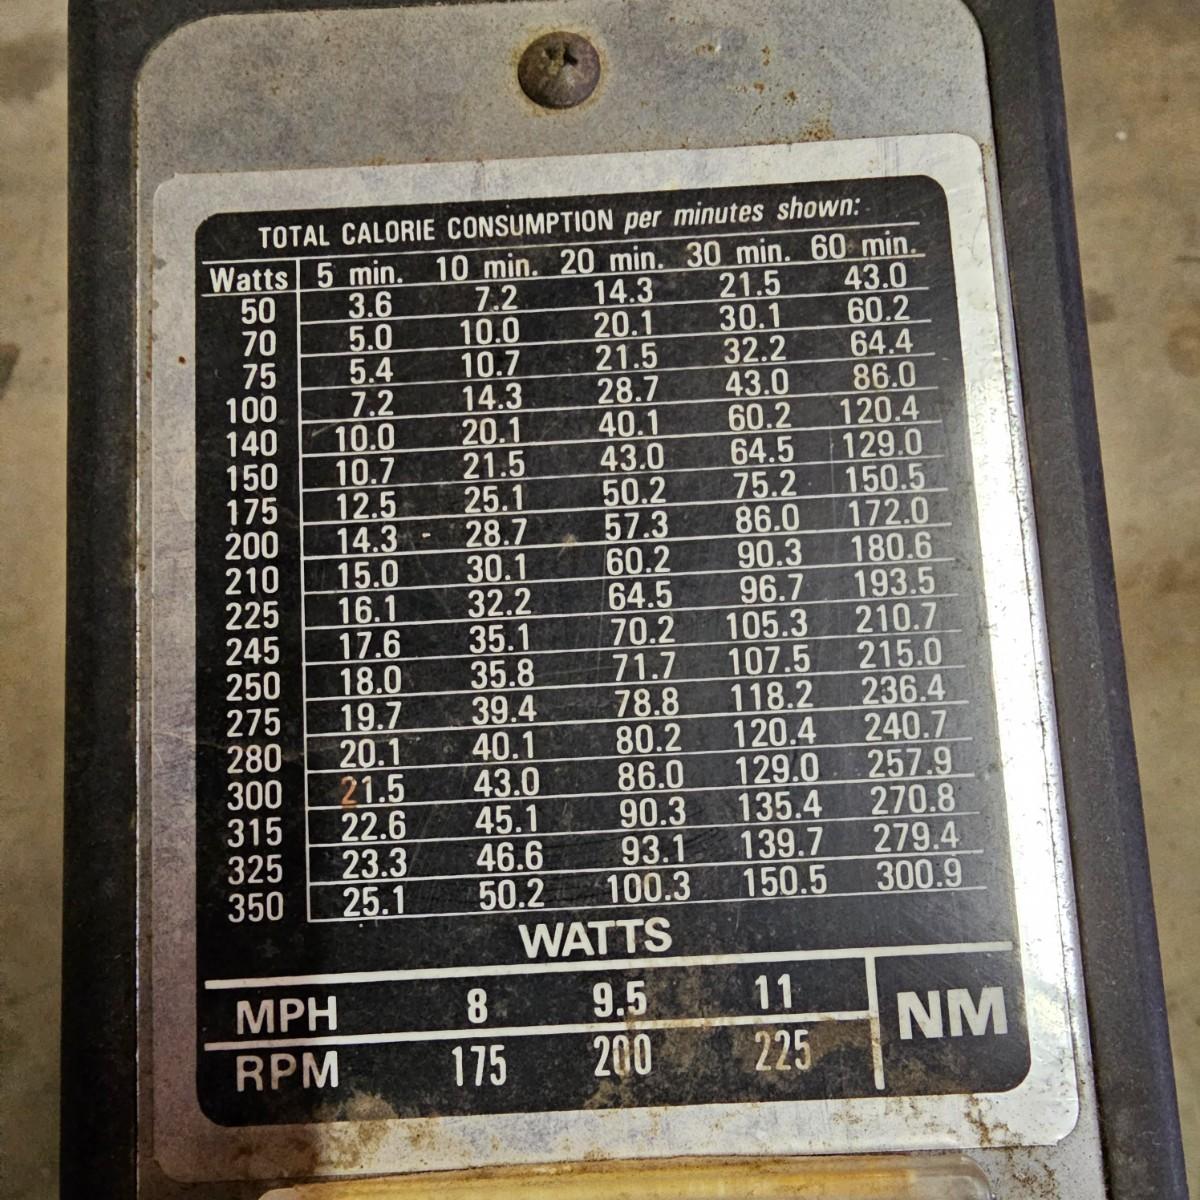 TOTAL CALORIE CONSUMPTION per minutes shown:
Watts 5 min. 10 min. 20 min. 30 min. 60 min.
50 3.6 7.2 14.3 21.5 43.0
70 5.0 10.0 20.1 30.1 60.2
75 5.4 10.7 21.5 32.2 64.4
100 7.2 14.3 28.7 43.0 86.0
140 10.0 20.1 40.1 60.2 120.4
150 10.7 21.5 43.0 64.5 129.0
175 12.5 25.1 50.2 75.2 150.5
200 14.3 28.7 57.3 86.0 172.0
210 15.0 30.1 60.2 90.3 180.6
225 16.1 32.2 64.5 96.7 193.5
245 17.6 35.1 70.2 105.3 210.7
250 18.0 35.8 71.7 107.5 215.0
275 19.7 39.4 78.8 118.2 236.4
280 20.1 40.1 80.2 120.4 240.7
300 21.5 43.0 86.0 129.0 257.9
315 22.6 45.1 90.3 135.4 270.8
325 23.3 46.6 93.1 139.7 279.4
350 25.1 50.2 100.3 150.5 300.9
WATTS
MPH 8 9.5 11 NM
RPM 175 200 225